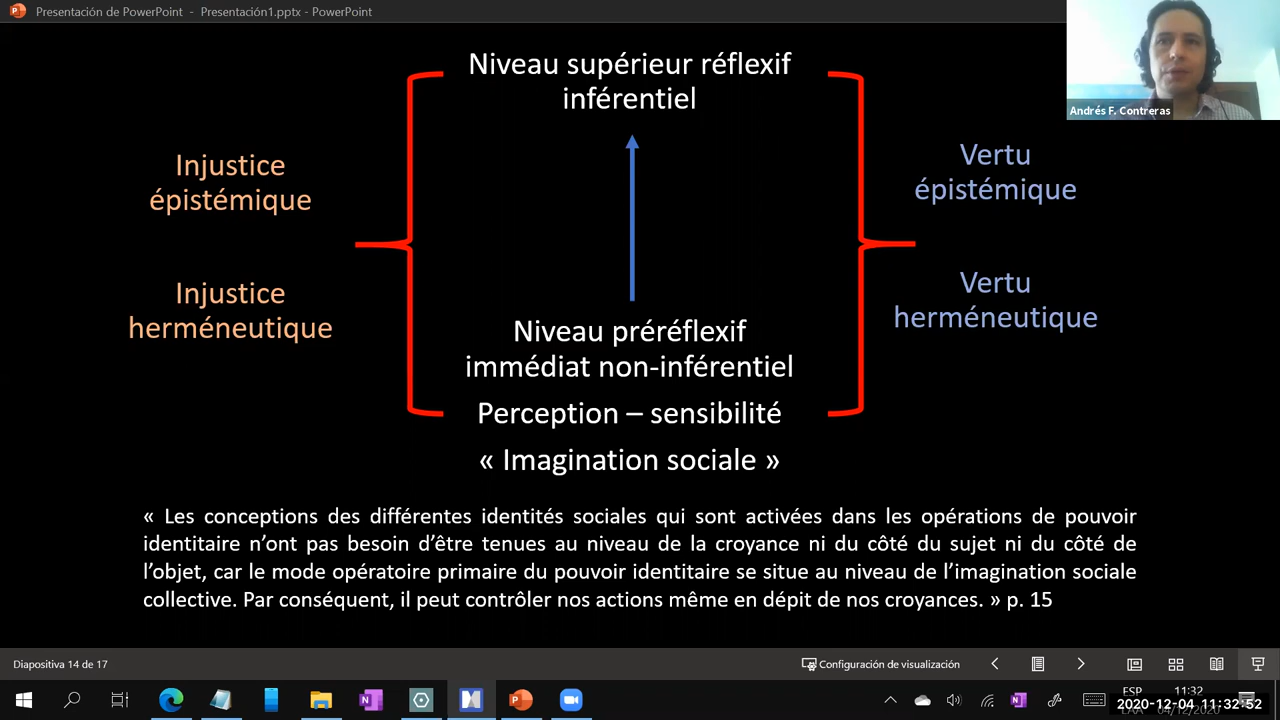 Presentación de PowerPoint - Presentación1.pptx - PowerPoint
Andrés F. Contreras
Niveau supérieur réflexif
inférentiel
Injustice
épistémique
Vertu
épistémique
Injustice
herméneutique
Vertu
herméneutique
Niveau préréflexif
immédiat non-inférentiel
Perception – sensibilité
« Imagination sociale »
« Les conceptions des différentes identités sociales qui sont activées dans les opérations de pouvoir
identitaire n’ont pas besoin d’être tenues au niveau de la croyance ni du côté du sujet ni du côté de
l’objet, car le mode opératoire primaire du pouvoir identitaire se situe au niveau de l’imagination sociale
collective. Par conséquent, il peut contrôler nos actions même en dépit de nos croyances. » p. 15
Diapositiva 14 de 17
Configuración de visualización
ESP
11:32
2020-12-04 11:32:52